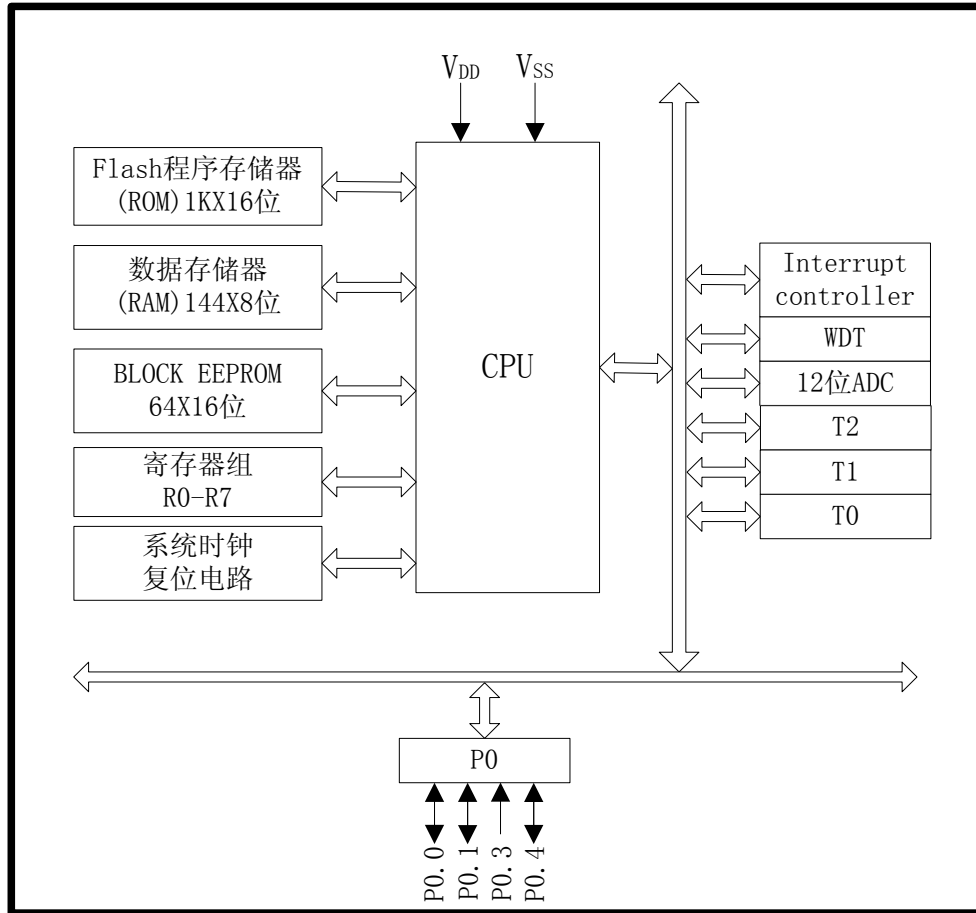 VDD
VSS
Flash程序存储器
(ROM)1KX16位
数据存储器
(RAM)144X8位
BLOCK EEPROM
64X16位
寄存器组
R0-R7
系统时钟
复位电路
CPU
Interrupt
controller
WDT
12位ADC
T2
T1
T0
P0
P0.0
P0.1
P0.3
P0.4